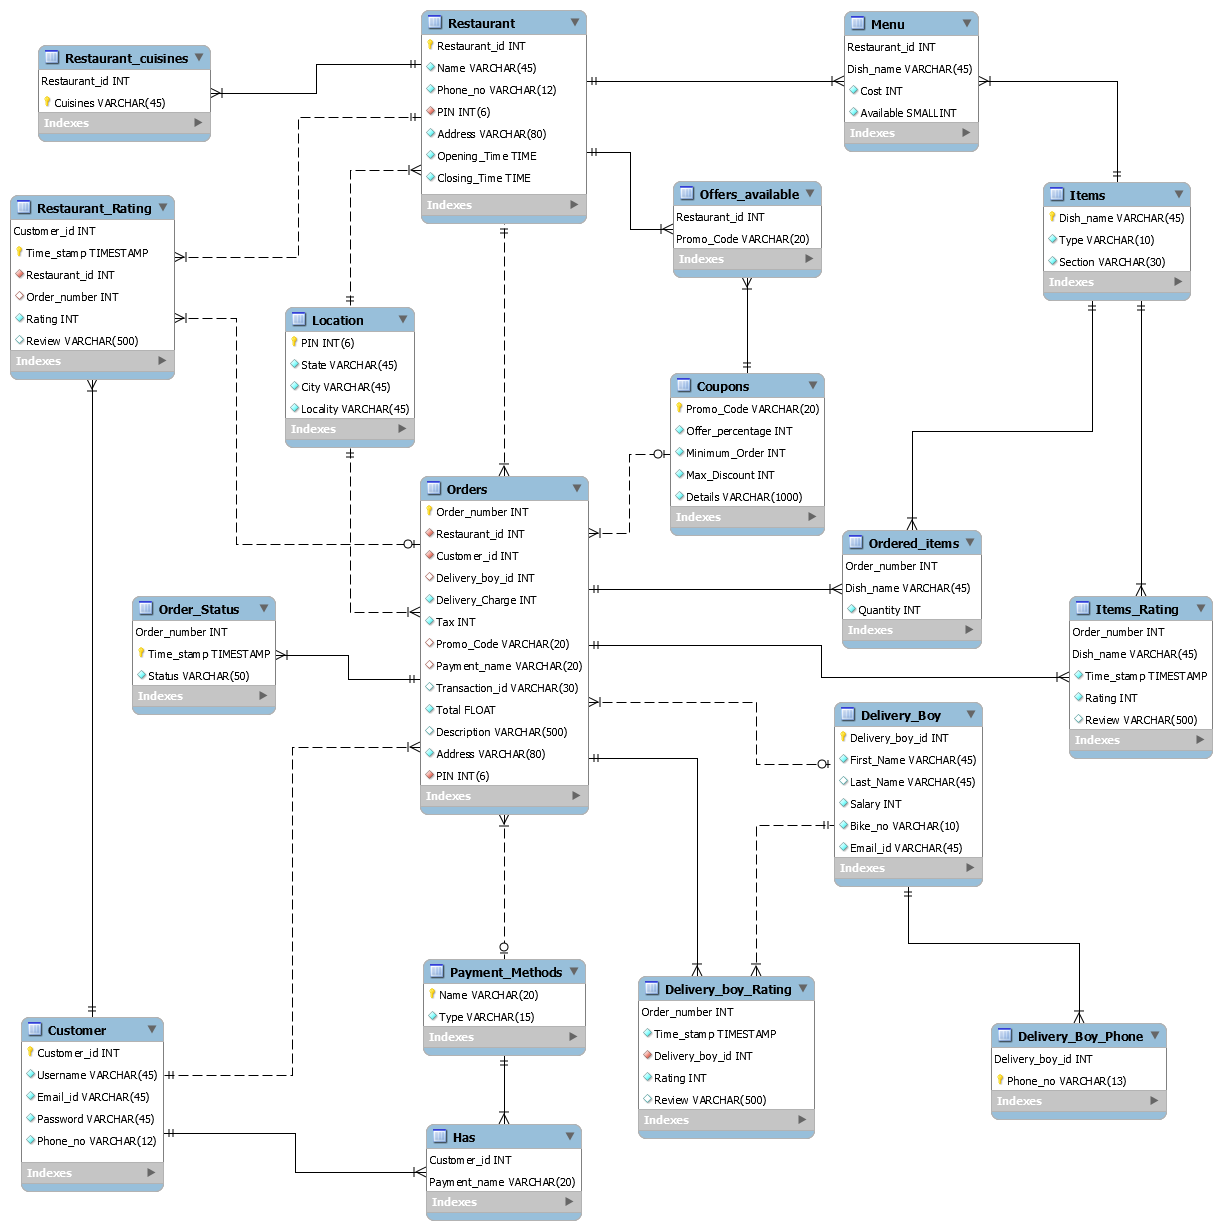 Restaurant
Restaurant_id INT
Name VARCHAR(45)
Phone_no VARCHAR(12)
PIN INT(6)
Address VARCHAR(80)
Opening_Time TIME
Closing_Time TIME
Indexes
Menu
Restaurant_id INT
Dish_name VARCHAR(45)
Cost INT
Available SMALLINT
Indexes
Restaurant_cuisines
Restaurant_id INT
Cuisines VARCHAR(45)
Indexes
Restaurant_Rating
Customer_id INT
Time_stamp TIMESTAMP
Restaurant_id INT
Order_number INT
Rating INT
Review VARCHAR(500)
Indexes
Offers_available
Restaurant_id INT
Promo_Code VARCHAR(20)
Indexes
Items
Dish_name VARCHAR(45)
Type VARCHAR(10)
Section VARCHAR(30)
Indexes
Location
PIN INT(6)
State VARCHAR(45)
City VARCHAR(45)
Locality VARCHAR(45)
Indexes
Coupons
Promo_Code VARCHAR(20)
Offer_percentage INT
Minimum_Order INT
Max_Discount INT
Details VARCHAR(1000)
Indexes
Orders
Order_number INT
Restaurant_id INT
Customer_id INT
Delivery_boy_id INT
Delivery_Charge INT
Tax INT
Promo_Code VARCHAR(20)
Payment_name VARCHAR(20)
Transaction_id VARCHAR(30)
Total FLOAT
Description VARCHAR(500)
Address VARCHAR(80)
PIN INT(6)
Indexes
Ordered_items
Order_number INT
Dish_name VARCHAR(45)
Quantity INT
Indexes
Order_Status
Order_number INT
Time_stamp TIMESTAMP
Status VARCHAR(50)
Indexes
Items_Rating
Order_number INT
Dish_name VARCHAR(45)
Time_stamp TIMESTAMP
Rating INT
Review VARCHAR(500)
Indexes
Delivery_Boy
Delivery_boy_id INT
First_Name VARCHAR(45)
Last_Name VARCHAR(45)
Salary INT
Bike_no VARCHAR(10)
Email_id VARCHAR(45)
Indexes
Payment_Methods
Name VARCHAR(20)
Type VARCHAR(15)
Indexes
Delivery_boy_Rating
Order_number INT
Time_stamp TIMESTAMP
Delivery_boy_id INT
Rating INT
Review VARCHAR(500)
Indexes
Customer
Customer_id INT
Username VARCHAR(45)
Email_id VARCHAR(45)
Password VARCHAR(45)
Phone_no VARCHAR(12)
Indexes
Delivery_Boy_Phone
Delivery_boy_id INT
Phone_no VARCHAR(13)
Indexes
Has
Customer_id INT
Payment_name VARCHAR(20)
Indexes